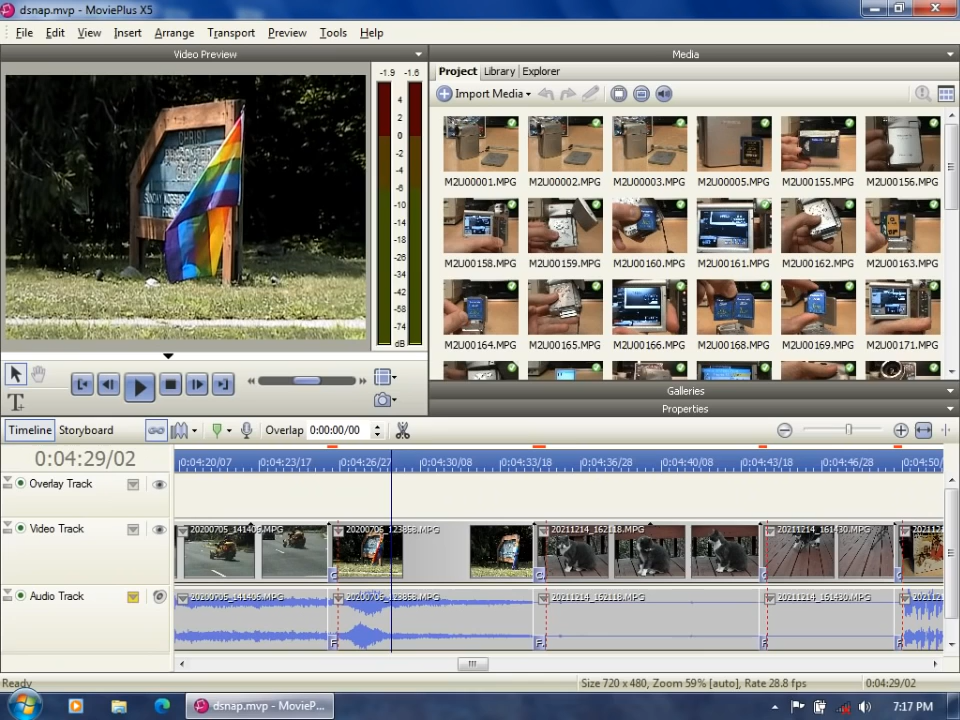 dsnap.mvp - MoviePlus X5
File Edit View Insert Arrange Transport Preview Tools Help
Video Preview
Media
CHRIST
-1.9 -1.6
4
2
0
-2
-4
-6
-10
-14
-18
-26
-34
-42
-58
-74
dB
Project Library Explorer
Import Media
M2U00001.MPG M2U00002.MPG M2U00003.MPG M2U00005.MPG M2U00155.MPG M2U00156.MPG
M2U00158.MPG M2U00159.MPG M2U00160.MPG M2U00161.MPG M2U00162.MPG M2U00163.MPG
M2U00164.MPG M2U00165.MPG M2U00166.MPG M2U00168.MPG M2U00169.MPG M2U00171.MPG
Galleries
Properties
Timeline Storyboard Overlap 0:00:00/00
0:04:29/02
0:04:20/07 0:04:23/17 0:04:26/27 0:04:30/08 0:04:33/18 0:04:36/28 0:04:40/08 0:04:43/18 0:04:46/28 0:04:50/
Overlay Track
Video Track
20200705_141406.MPG 20200706_123858.MPG 20211214_162118.MPG 20211214_161430.MPG
Audio Track
20200705_141406.MPG 20200706_123858.MPG 20211214_162118.MPG 20211214_161430.MPG
Ready
Size 720 x 480, Zoom 59% [auto], Rate 28.8 fps
0:04:29/02
dsnap.mvp - MovieP...
7:17 PM